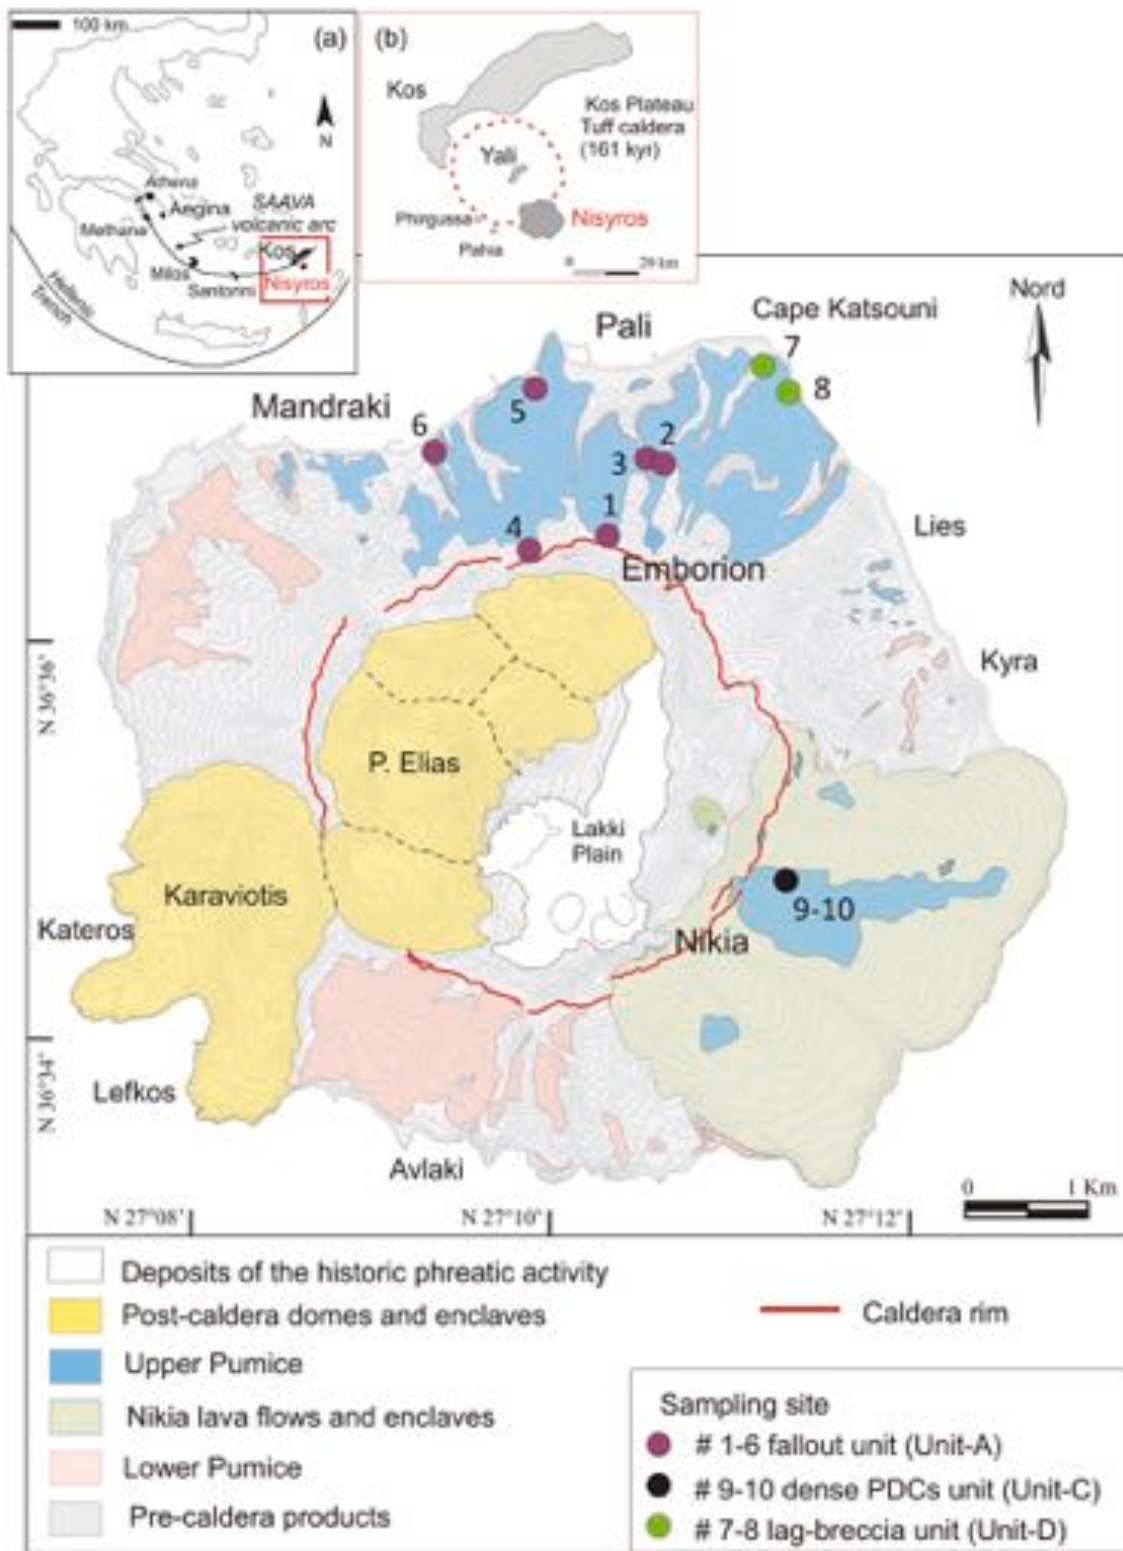 100 km
(a)
N
Athena
Aegina
SAAVA
volcanic arc
Methana
Kos
Milos
Santorini
Nisyros
Hellenic
Trench
(b)
Kos
Kos Plateau
Tuff caldera
(161 kyr)
Yali
Phirgussa
Nisyros
Pahia
0 20 km
Nord
Cape Katsouni
Pali
7
8
Mandraki
5
6
2
3
1
4
Emborion
Lies
Kyra
N 36°36'
P. Elias
Lakki
Plain
Karaviotis
9-10
Kateros
Nikia
N 36°34'
Lefkos
Avlaki
0 1 Km
N 27°08'
N 27°10'
N 27°12'
Deposits of the historic phreatic activity
Post-caldera domes and enclaves
Upper Pumice
Nikia lava flows and enclaves
Lower Pumice
Pre-caldera products
Caldera rim
Sampling site
# 1-6 fallout unit (Unit-A)
# 9-10 dense PDCs unit (Unit-C)
# 7-8 lag-breccia unit (Unit-D)